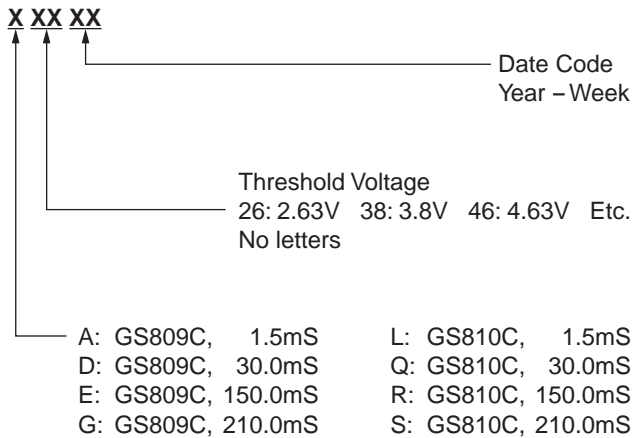 X XX XX
Date Code
Year – Week
Threshold Voltage
26: 2.63V 38: 3.8V 46: 4.63V Etc.
No letters
A: GS809C, 1.5mS L: GS810C, 1.5mS
D: GS809C, 30.0mS Q: GS810C, 30.0mS
E: GS809C, 150.0mS R: GS810C, 150.0mS
G: GS809C, 210.0mS S: GS810C, 210.0mS